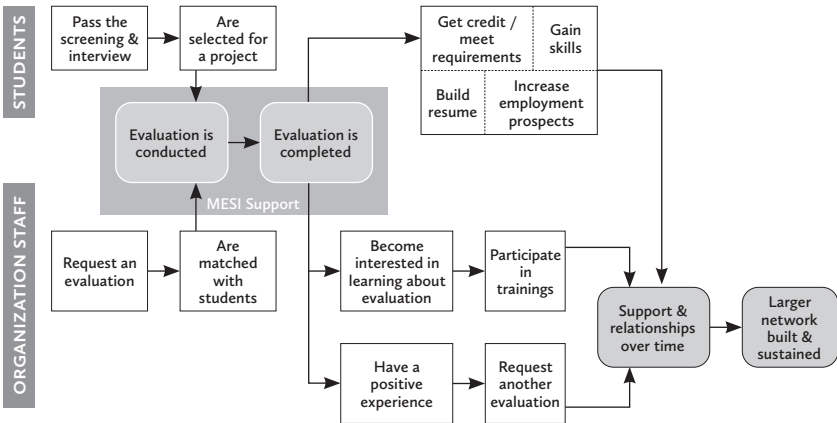 STUDENTS
Pass the
screening &
interview
Are
selected for
a project
Get credit /
meet
requirements
Gain
skills
Build
resume
Increase
employment
prospects
Evaluation is
conducted
Evaluation is
completed
MESI Support
ORGANIZATION STAFF
Request an
evaluation
Are
matched
with
students
Become
interested in
learning about
evaluation
Participate
in
trainings
Have a
positive
experience
Request
another
evaluation
Support &
relationships
over time
Larger
network
built &
sustained